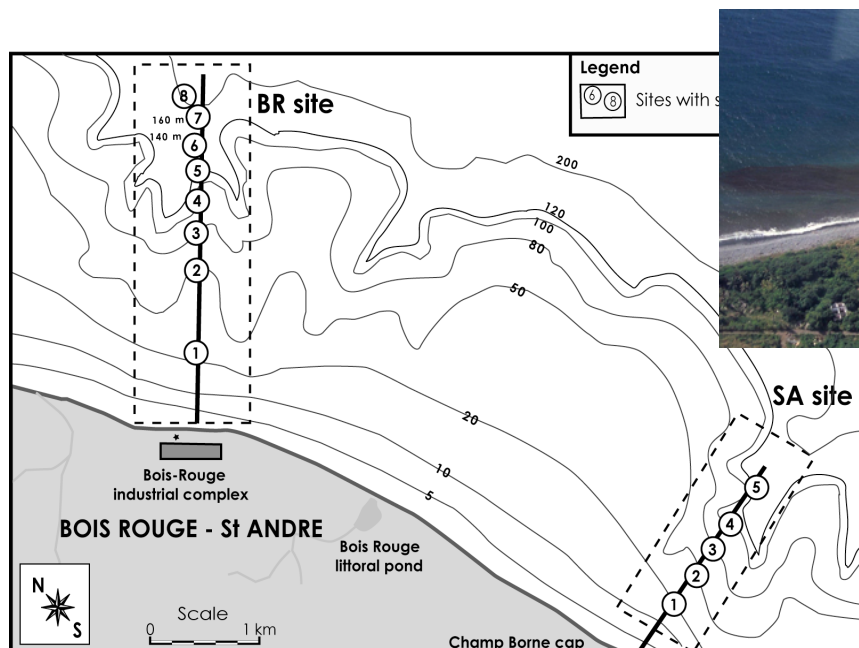 Legend
6 8 Sites with s
BR site
8
7
160 m
140 m
6
5
4
3
2
1
200
120
100
80
50
20
10
5
SA site
5
4
3
2
1
Bois-Rouge
industrial complex
BOIS ROUGE - St ANDRE
Bois Rouge
littoral pond
N
S
Scale
0 1 km
Champ Borne cap